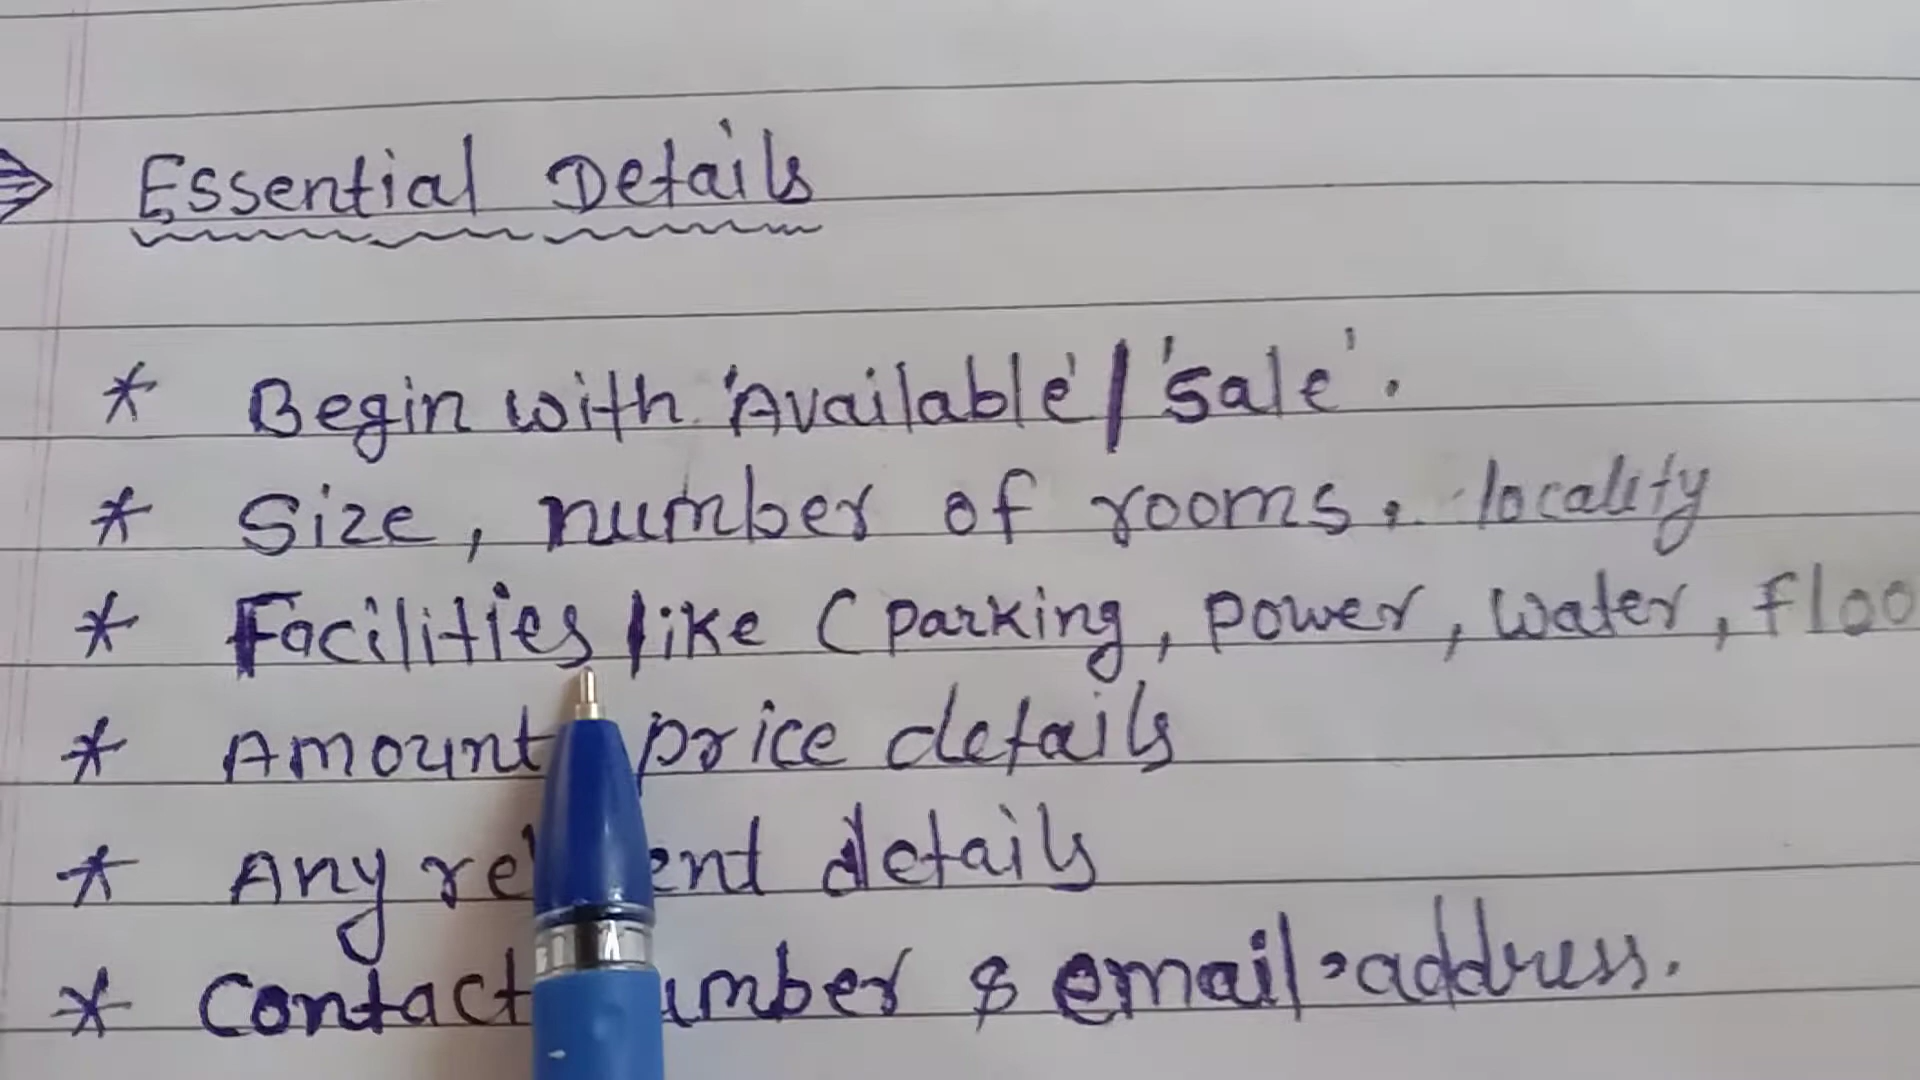 Essential Details
* Begin with 'Available' / 'sale'.
* Size, number of rooms. locality
* Facilities like ( parking, power, water, floo
* Amount price details
* Any details
* Contact & email-address.